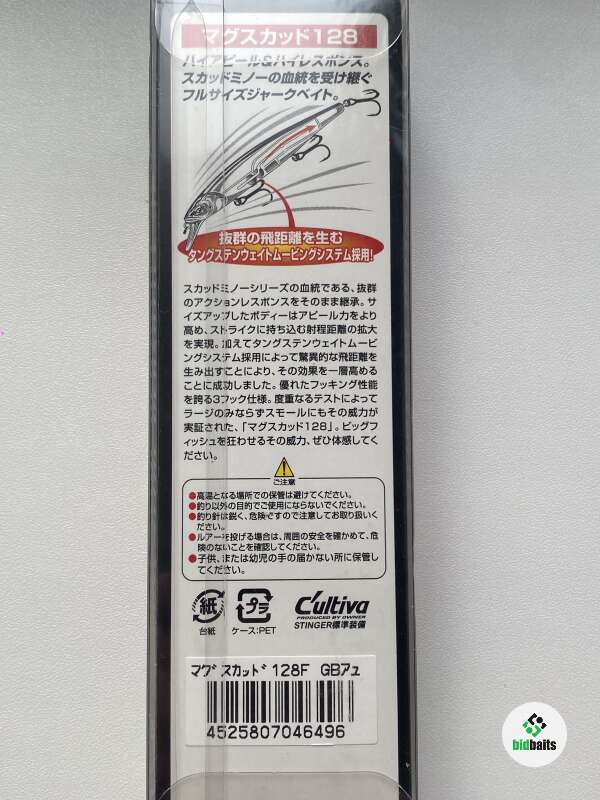 マグスカッド128
ハイアピール&ハイレスポンス。
スカッドミノーの血統を受け継ぐ
フルサイズジャークベイト。
抜群の飛距離を生む
タングステンウェイトムービングシステム採用!
スカッドミノーシリーズの血統である、抜群
のアクションレスポンスをそのまま継承。サ
イズアップしたボディーはアピール力をより
高め、ストライクに持ち込む射程距離の拡大
を実現。加えてタングステンウェイトムービ
ングシステム採用によって驚異的な飛距離を
生み出すことにより、その効果を一層高める
ことに成功しました。優れたフッキング性能
を誇る3フック仕様。度重なるテストによって
ラージのみならずスモールにもその威力が
実証された、「マグスカッド128」。ビッグフ
ィッシュを狂わせるその威力、ぜひ体感してく
ださい。
ご注意
●高温となる場所での保管は避けてください。
●釣り以外の目的でご使用にならないでください。
●釣り針は鋭く、危険ですので注意してお取り扱いく
ださい。
●ルアーを投げる場合は、周囲の安全を確かめて、危
険のないことを確認してください。
●子供、または幼児の手の届かない所に保管し
てください。
紙
台紙
プラ
ケース:PET
C'ultiva
PRODUCED BY OWNER
STINGER標準装備
マグスカッド128F GBアユ
4525807046496
bidbaits